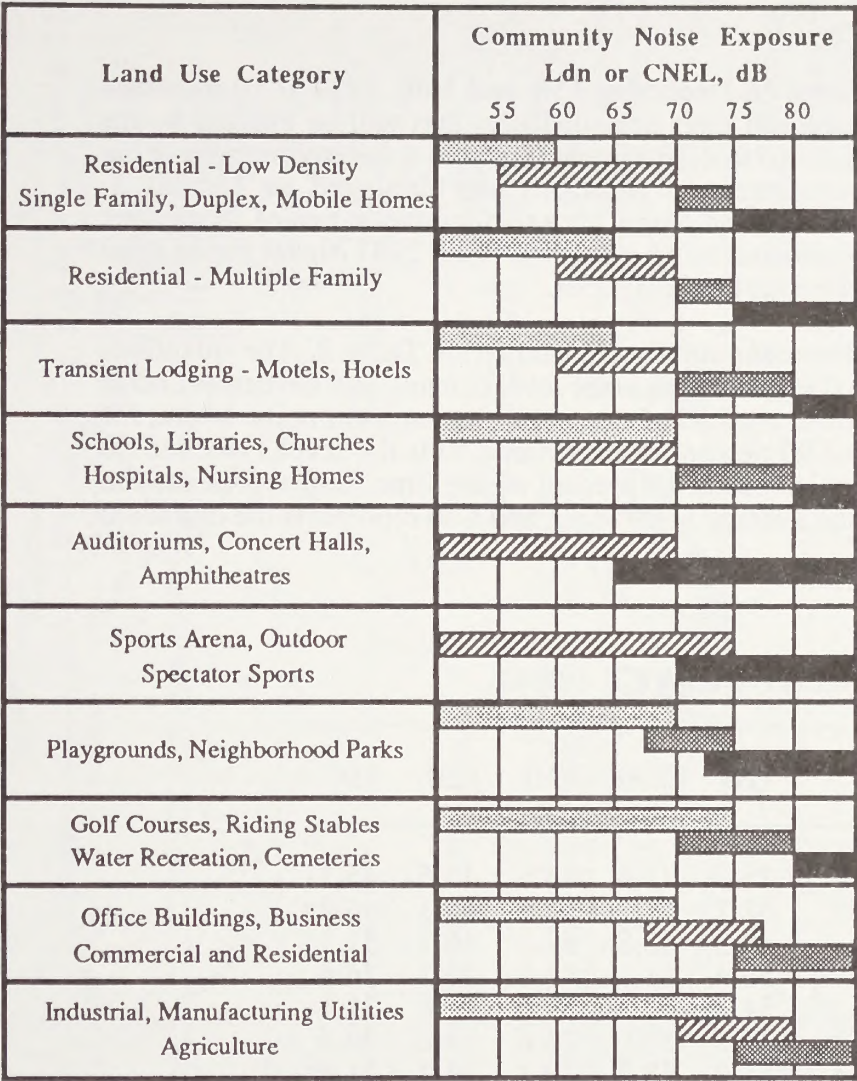 Land Use Category
Community Noise Exposure
Ldn or CNEL, dB
55 60 65 70 75 80
Residential - Low Density
Single Family, Duplex, Mobile Homes
Residential - Multiple Family
Transient Lodging - Motels, Hotels
Schools, Libraries, Churches
Hospitals, Nursing Homes
Auditoriums, Concert Halls,
Amphitheatres
Sports Arena, Outdoor
Spectator Sports
Playgrounds, Neighborhood Parks
Golf Courses, Riding Stables
Water Recreation, Cemeteries
Office Buildings, Business
Commercial and Residential
Industrial, Manufacturing Utilities
Agriculture